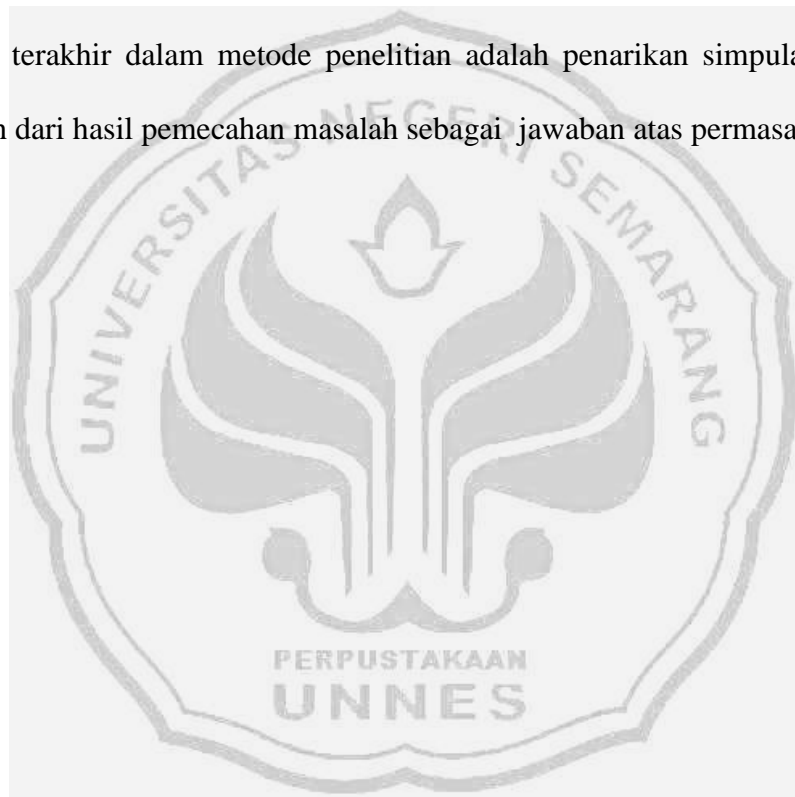 terakhir dalam metode penelitian adalah penarikan
dari hasil pemecahan masalah sebagai jawaban atas
UNIVERSITAS NEGERI SEMARANG
PERPUSTAKAAN
UNNES